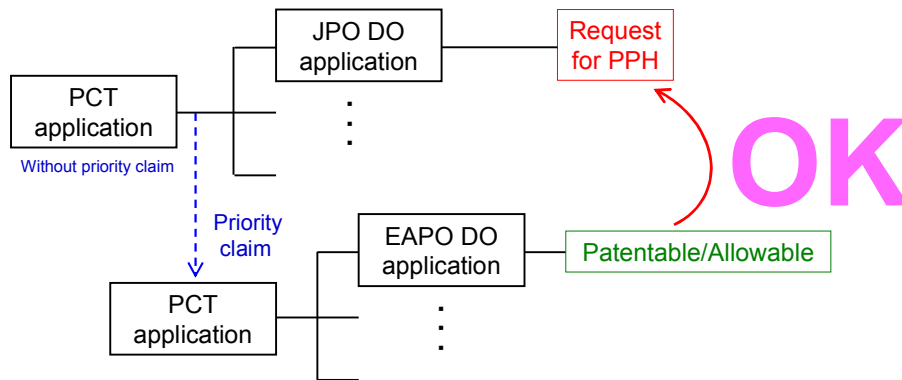 JPO DO
application
Request
for PPH
PCT
application
Without priority claim
OK
Priority
claim
EAPO DO
application
Patentable/Allowable
PCT
application